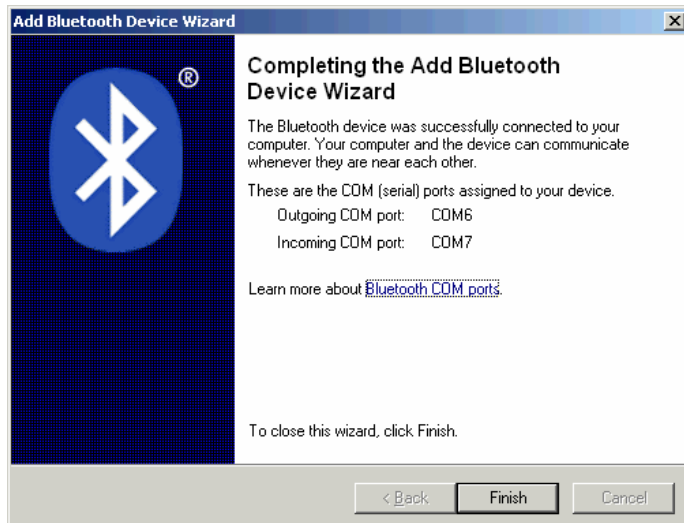 Add Bluetooth Device Wizard
®
Completing the Add Bluetooth
Device Wizard
The Bluetooth device was successfully connected to your
computer. Your computer and the device can communicate
whenever they are near each other.
These are the COM (serial) ports assigned to your device.
Outgoing COM port: COM6
Incoming COM port: COM7
Learn more about Bluetooth COM ports.
To close this wizard, click Finish.
< Back Finish Cancel